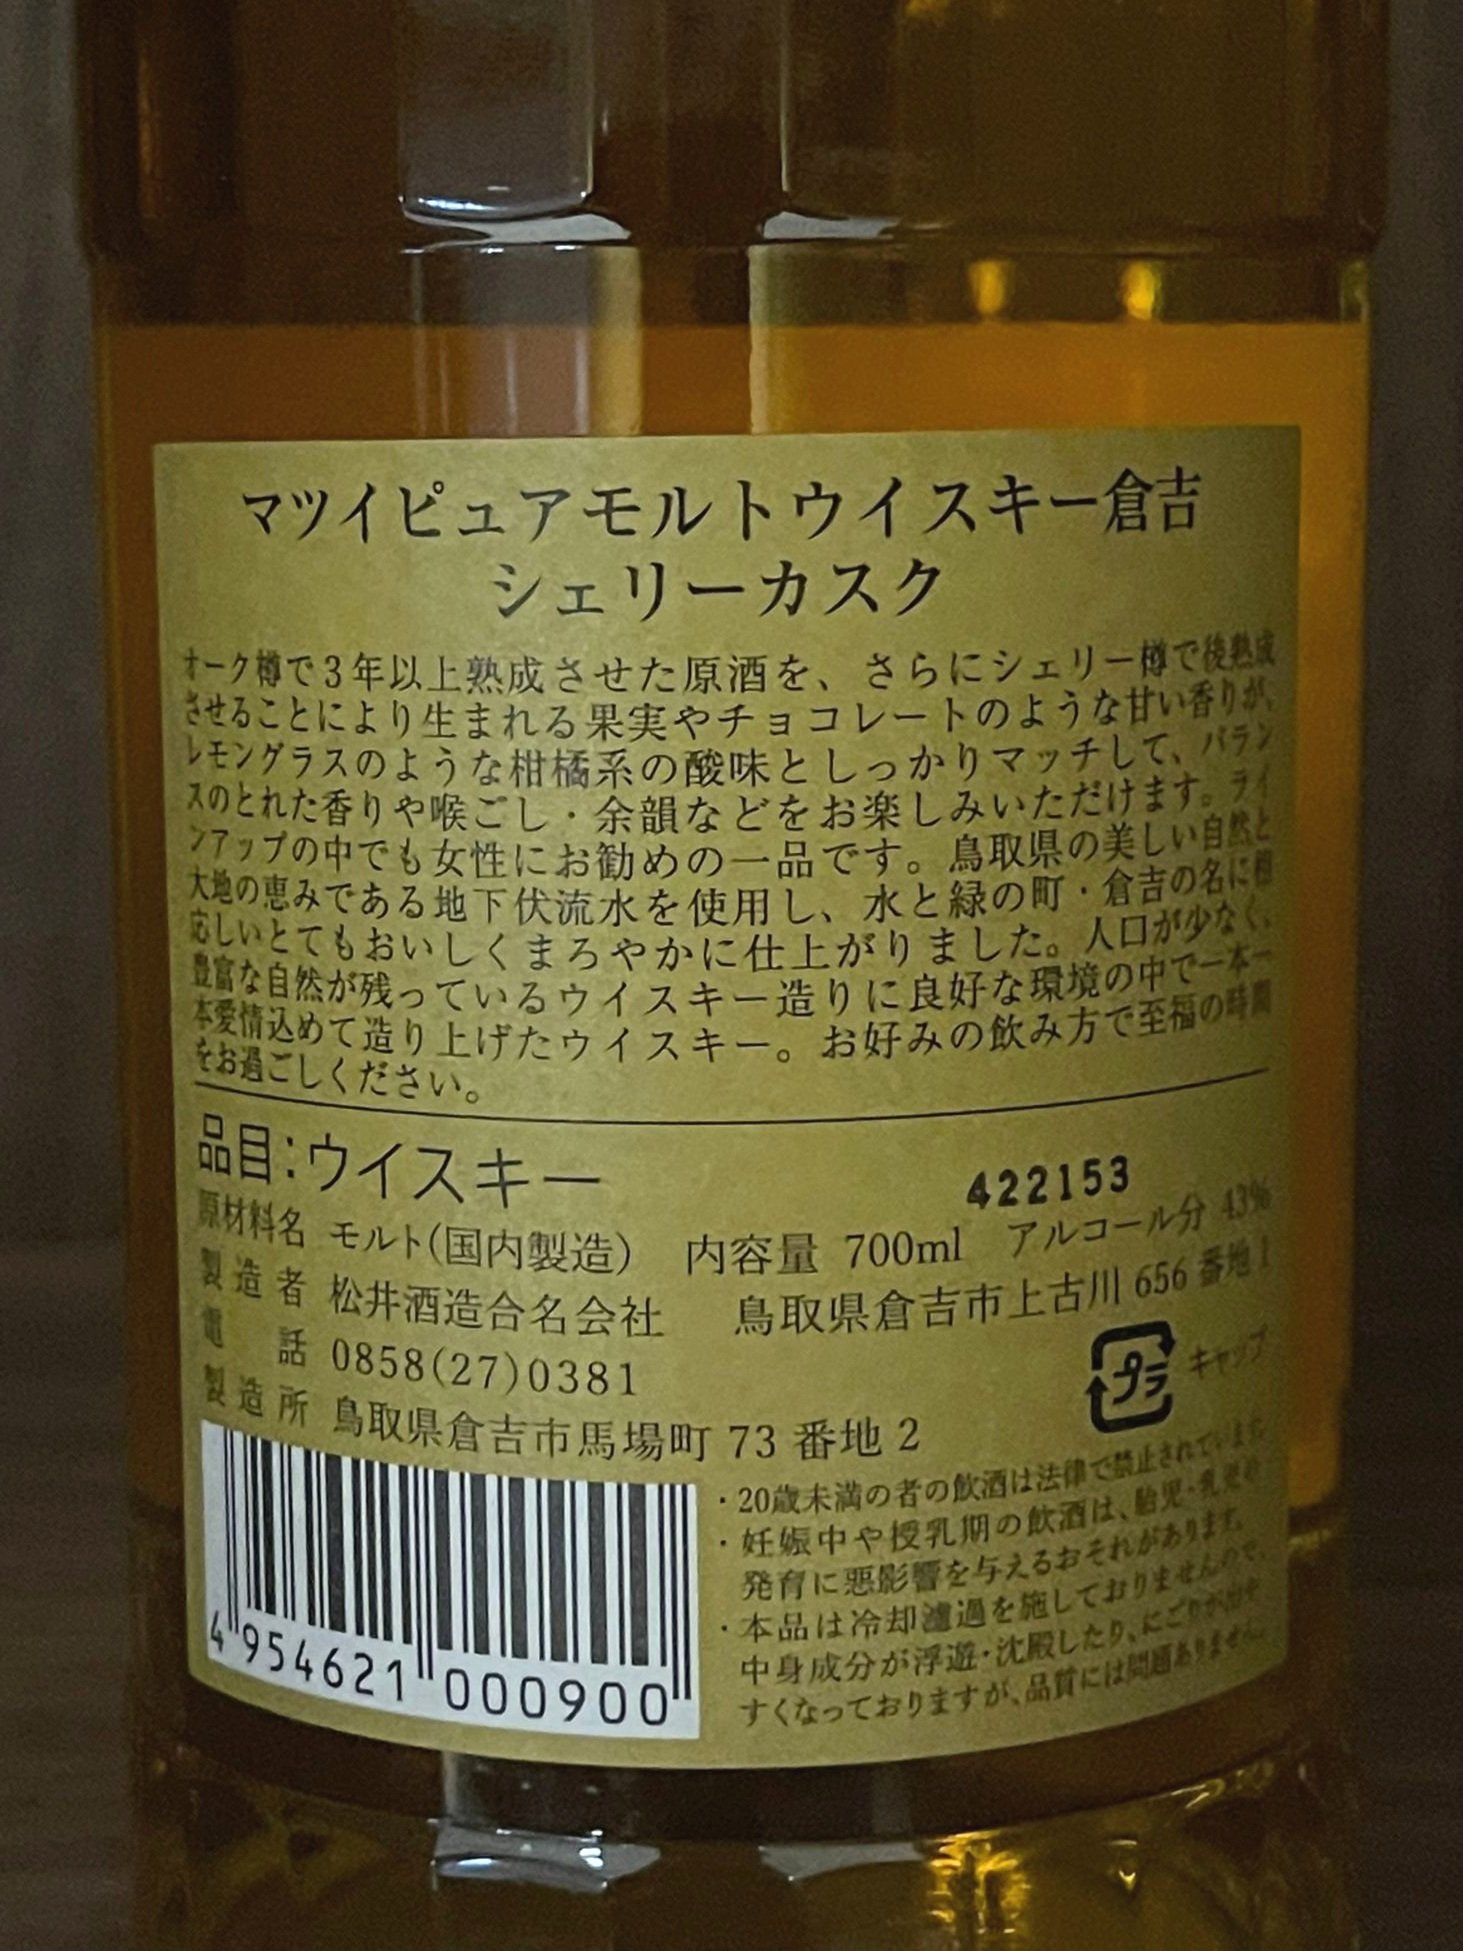 マツイピュアモルトウイスキー倉吉
シェリーカスク
オーク樽で3年以上熟成させた原酒を、さらにシェリー樽で後熟成
させることにより生まれる果実やチョコレートのような甘い香りが、
レモングラスのような柑橘系の酸味としっかりマッチして、バラン
スのとれた香りや喉ごし・余韻などをお楽しみいただけます。ライ
ンアップの中でも女性にお勧めの一品です。鳥取県の美しい自然と
大地の恵みである地下伏流水を使用し、水と緑の町・倉吉の名に相
応しいとてもおいしくまろやかに仕上がりました。人口が少なく、
豊富な自然が残っているウイスキー造りに良好な環境の中で一本一
本愛情込めて造り上げたウイスキー。お好みの飲み方で至福の時間
をお過ごしください。
品目:ウイスキー
422153
原材料名 モルト(国内製造) 内容量 700ml アルコール分 43%
製造者 松井酒造合名会社 鳥取県倉吉市上古川 656 番地 1
電話 0858(27)0381
製造所 鳥取県倉吉市馬場町 73 番地 2
プラ キャップ
・20歳未満の者の飲酒は法律で禁止されています。
・妊娠中や授乳期の飲酒は、胎児・乳児の
発育に悪影響を与えるおそれがあります。
・本品は冷却濾過を施しておりませんので、
中身成分が浮遊・沈殿したり、にごりが出や
すくなっておりますが、品質には問題ありません。
4954621000900